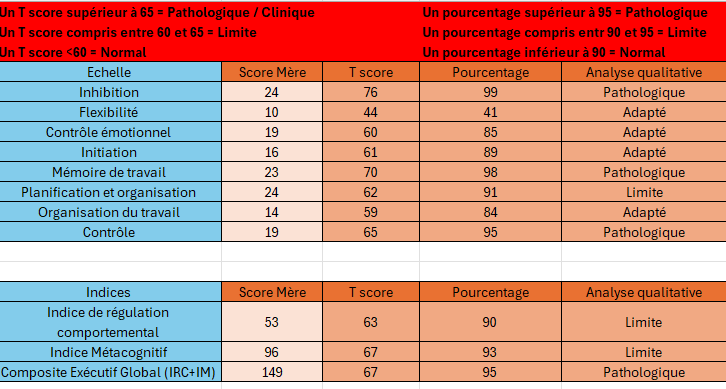 Un T score supérieur à 65 = Pathologique / Clinique Un pourcentage supérieur à 95 = Pathologique
Un T score compris entre 60 et 65 = Limite Un pourcentage compris entr 90 et 95 = Limite
Un T score <60 = Normal Un pourcentage inférieur à 90 = Normal
Echelle Score Mère T score Pourcentage Analyse qualitative
Inhibition 24 76 99 Pathologique
Flexibilité 10 44 41 Adapté
Contrôle émotionnel 19 60 85 Adapté
Initiation 16 61 89 Adapté
Mémoire de travail 23 70 98 Pathologique
Planification et organisation 24 62 91 Limite
Organisation du travail 14 59 84 Adapté
Contrôle 19 65 95 Pathologique
Indices Score Mère T score Pourcentage Analyse qualitative
Indice de régulation
comportemental 53 63 90 Limite
Indice Métacognitif 96 67 93 Limite
Composite Exécutif Global (IRC+IM) 149 67 95 Pathologique